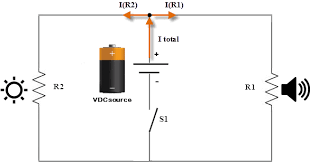 I(R2) I(R1)
I total
+
+
-
R2
VDCsource
S1
R1